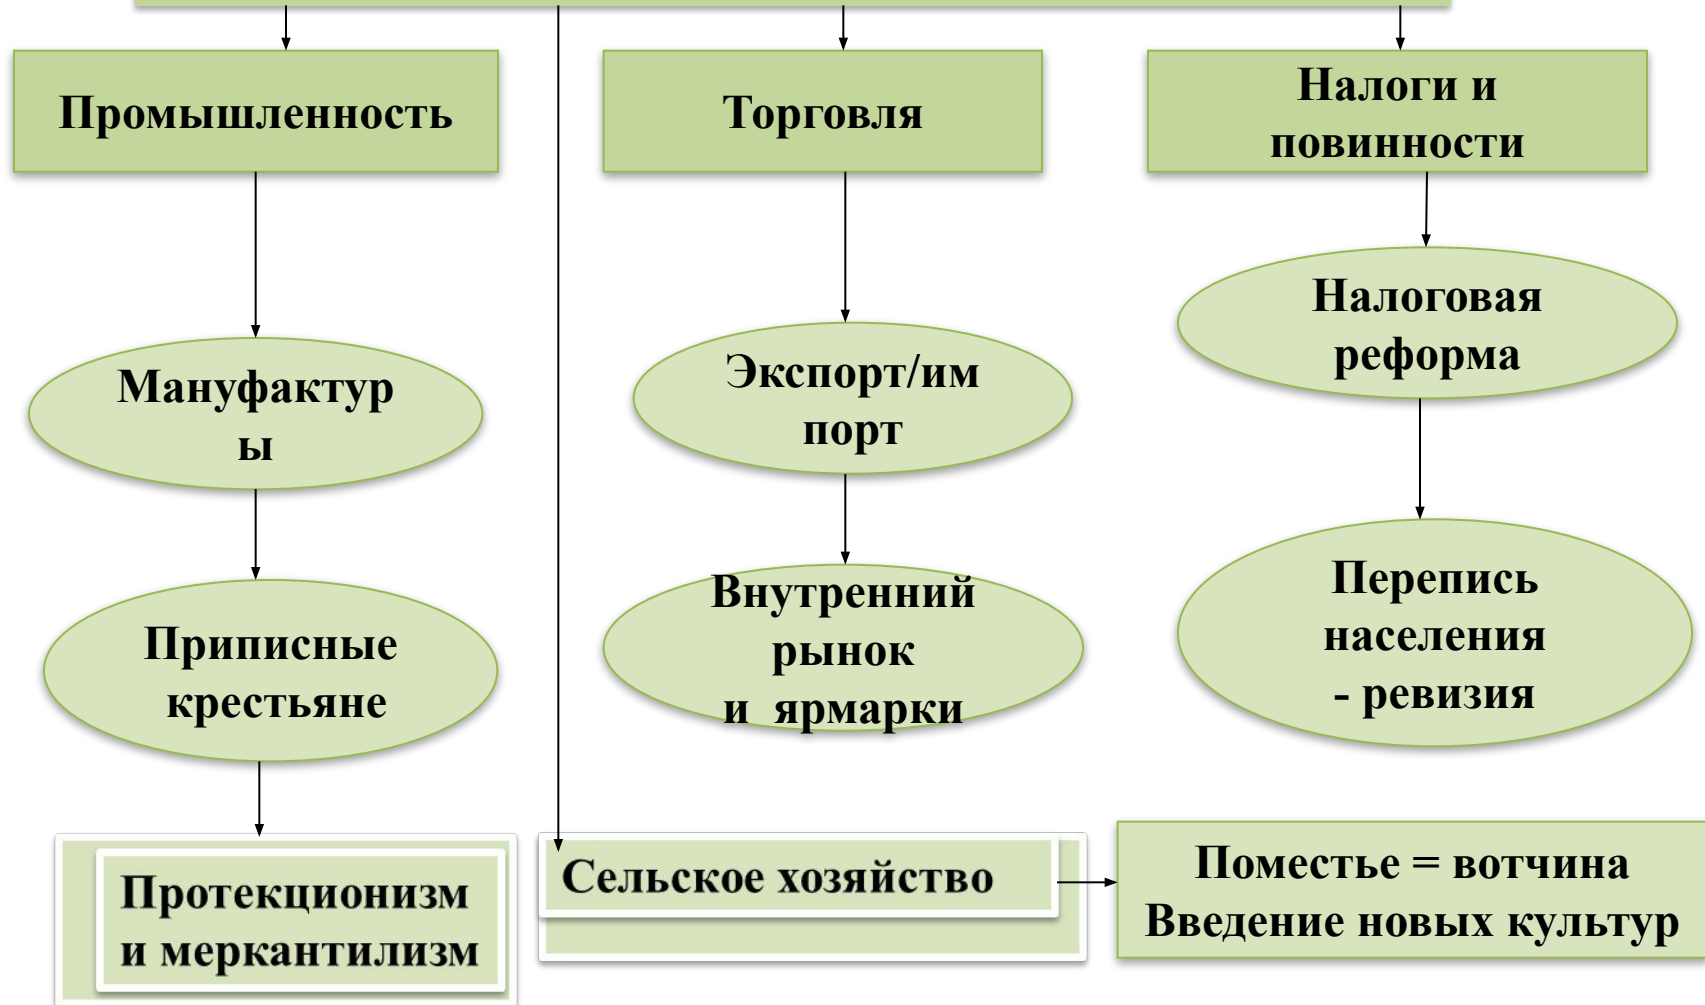 Промышленность
Торговля
Налоги и
повинности
Мануфактур
ы
Экспорт/им
порт
Налоговая
реформа
Приписные
крестьяне
Внутренний
рынок
и ярмарки
Перепись
населения
- ревизия
Протекционизм
и меркантилизм
Сельское хозяйство
Поместье = вотчина
Введение новых культур